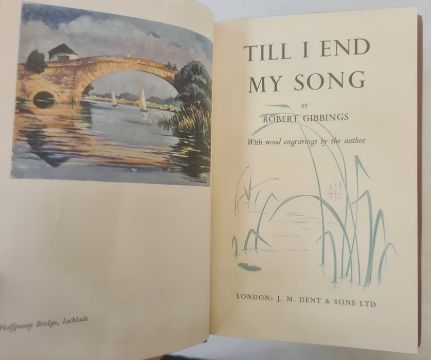 Halfpenny Bridge, Lechlade
TILL I END
MY SONG
BY
ROBERT GIBBINGS
With wood engravings by the author
LONDON: J. M. DENT & SONS LTD